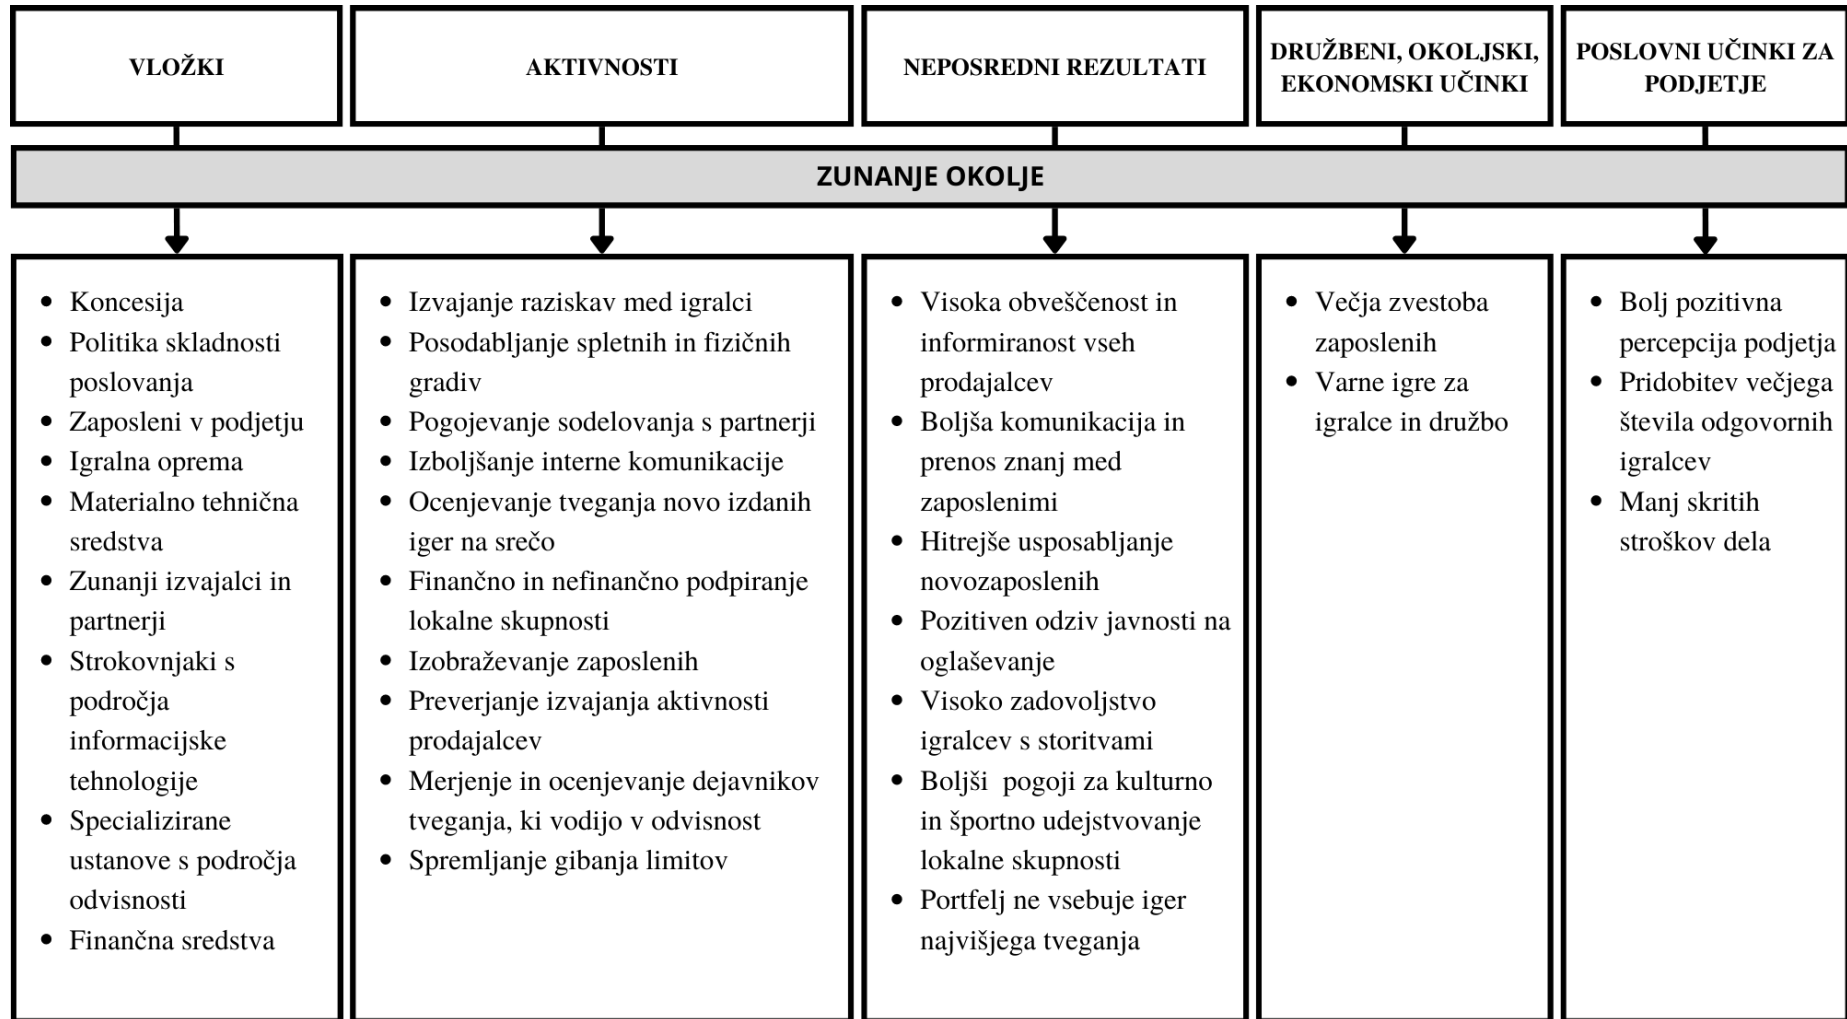 VLOŽKI
AKTIVNOSTI
NEPOSREDNI REZULTATI
DRUŽBENI, OKOLJSKI,
EKONOMSKI UČINKI
POSLOVNI UČINKI ZA
PODJETJE
ZUNANJE OKOLJE
• Koncesija
• Politika skladnosti
poslovanja
• Zaposleni v podjetju
• Igralna oprema
• Materialno tehnična
sredstva
• Zunanji izvajalci in
partnerji
• Strokovnjaki s
področja
informacijske
tehnologije
• Specializirane
ustanove s področja
odvisnosti
• Finančna sredstva
• Izvajanje raziskav med igralci
• Posodabljanje spletnih in fizičnih
gradiv
• Pogojevanje sodelovanja s partnerji
• Izboljšanje interne komunikacije
• Ocenjevanje tveganja novo izdanih
iger na srečo
• Finančno in nefinančno podpiranje
lokalne skupnosti
• Izobraževanje zaposlenih
• Preverjanje izvajanja aktivnosti
prodajalcev
• Merjenje in ocenjevanje dejavnikov
tveganja, ki vodijo v odvisnost
• Spremljanje gibanja limitov
• Visoka obveščenost in
informiranost vseh
prodajalcev
• Boljša komunikacija in
prenos znanj med
zaposlenimi
• Hitrejše usposabljanje
novozaposlenih
• Pozitiven odziv javnosti na
oglaševanje
• Visoko zadovoljstvo
igralcev s storitvami
• Boljši pogoji za kulturno
in športno udejstvovanje
lokalne skupnosti
• Portfelj ne vsebuje iger
najvišjega tveganja
• Večja zvestoba
zaposlenih
• Varne igre za
igralce in družbo
• Bolj pozitivna
percepcija podjetja
• Pridobitev večjega
števila odgovornih
igralcev
• Manj skritih
stroškov dela